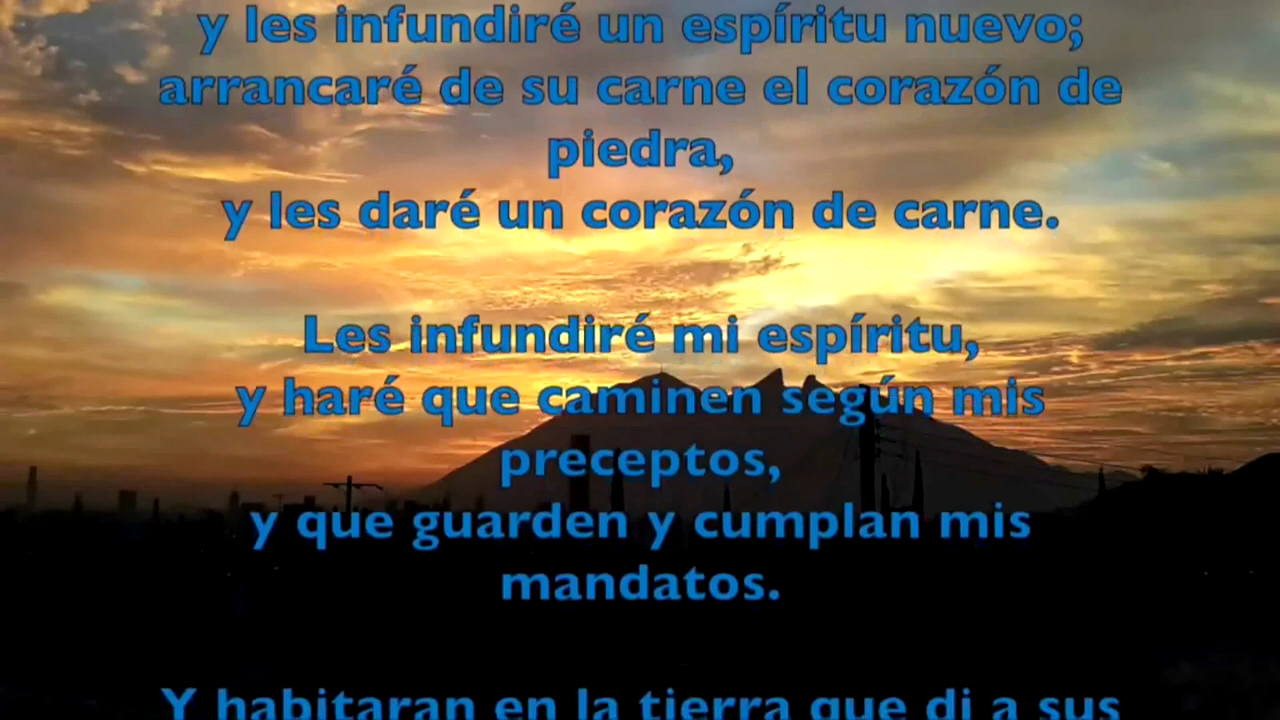 y les infundiré un espíritu nuevo;
arrancaré de su carne el corazón de
piedra,
y les daré un corazón de carne.
Les infundiré mi espíritu,
y haré que caminen según mis
preceptos,
y que guarden y cumplan mis
mandatos.
Y habitaran en la tierra que di a sus